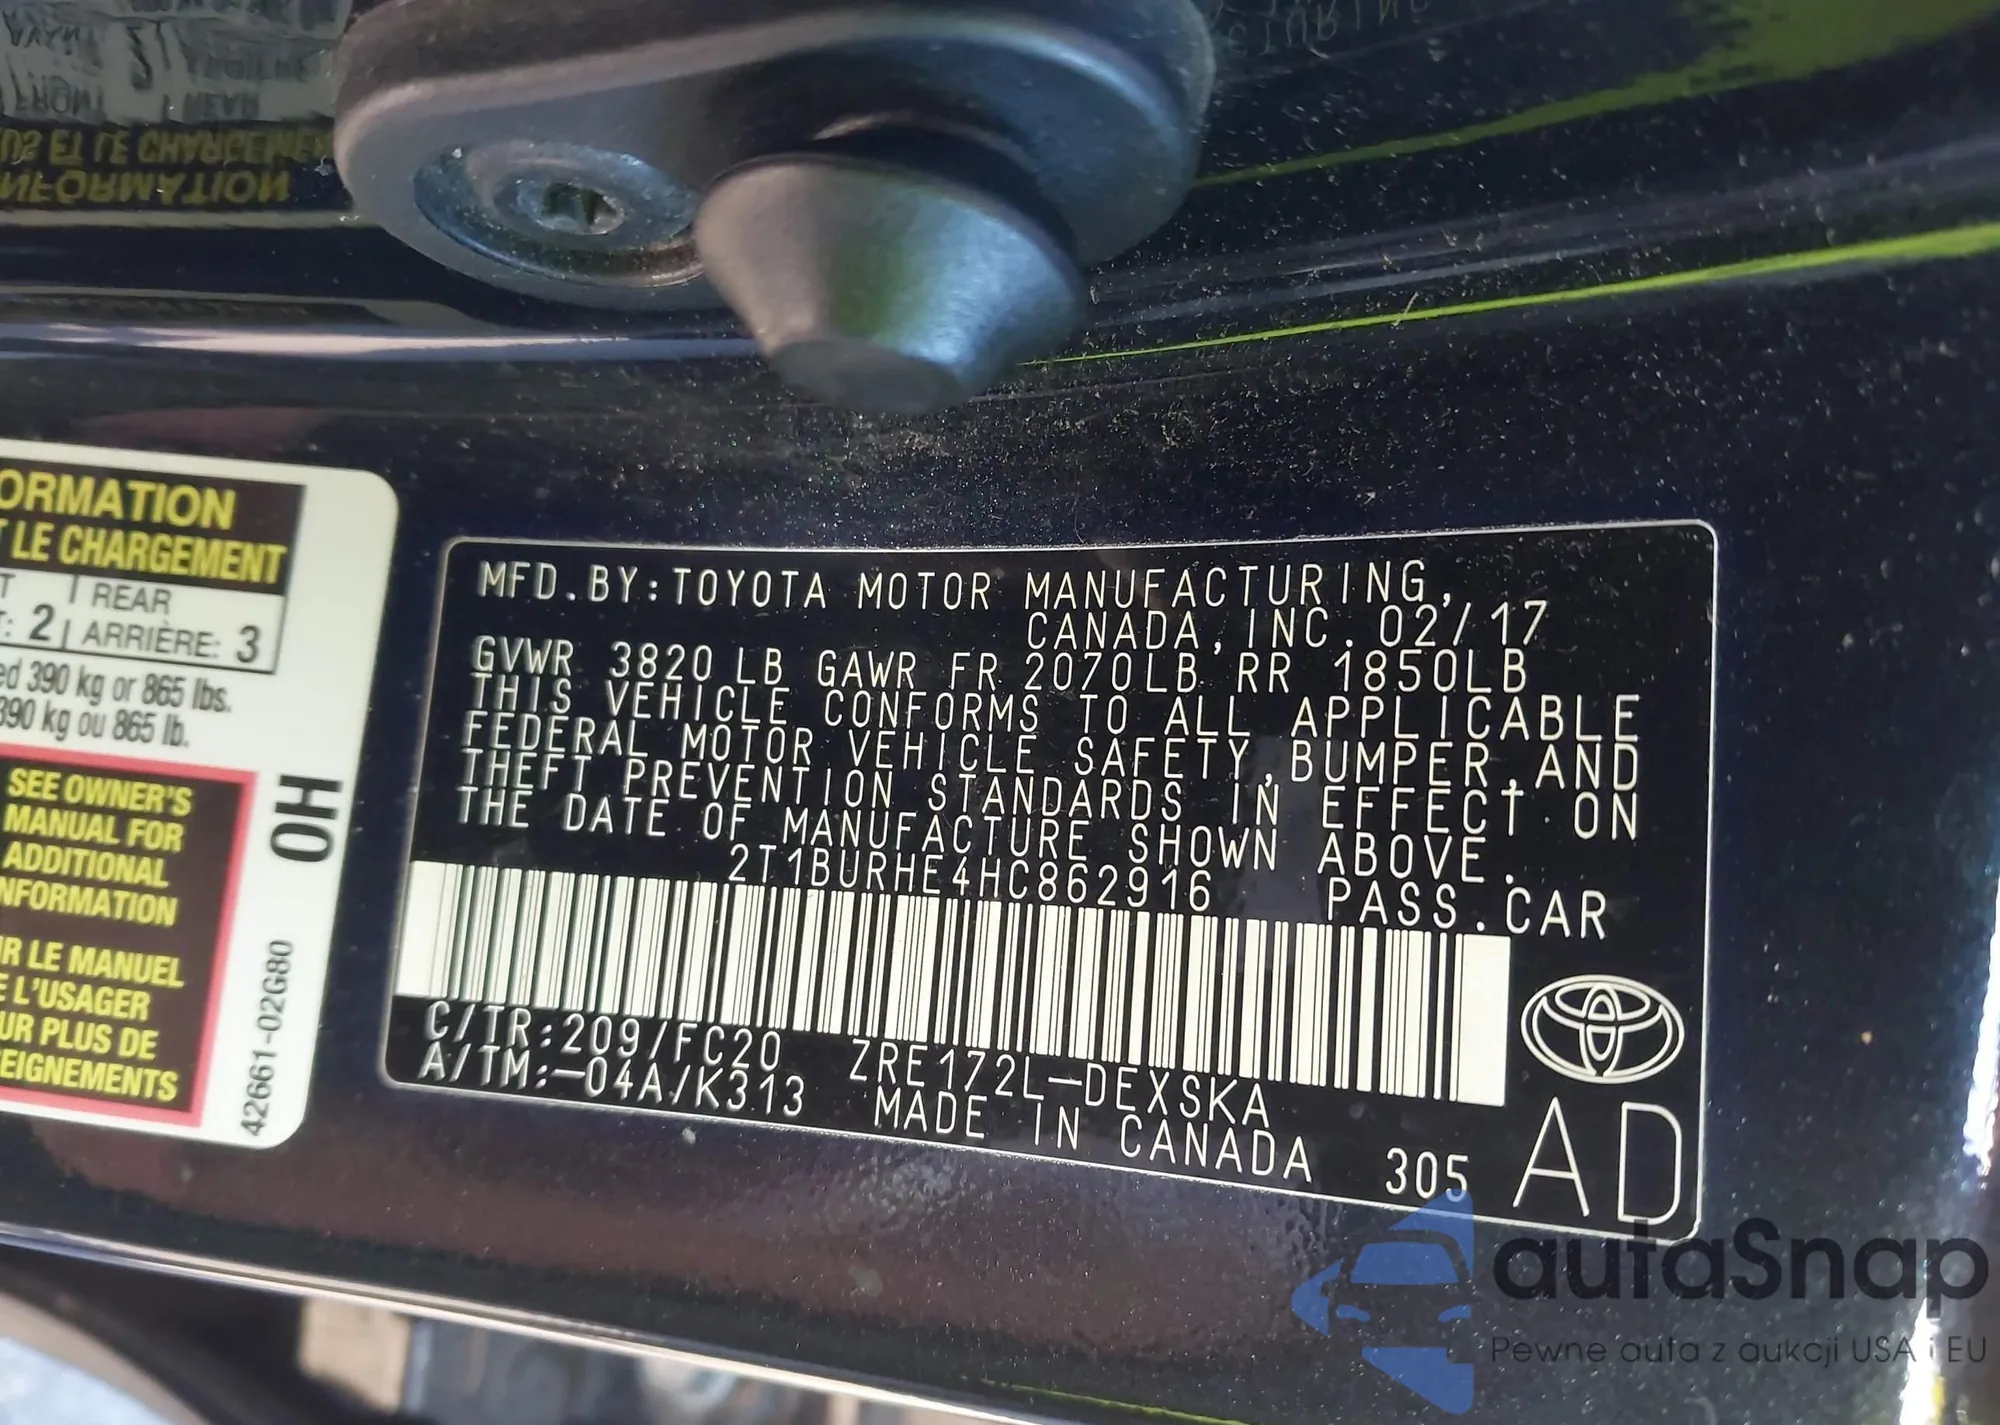 ORMATION
T LE CHARGEMENT
T | REAR
T: 2 | ARRIÈRE: 3
ed 390 kg or 865 lbs.
390 kg ou 865 lb.
SEE OWNER'S
MANUAL FOR
ADDITIONAL
NFORMATION
R LE MANUEL
E L'USAGER
UR PLUS DE
EIGNEMENTS
OH
42661-02G80
MFD.BY:TOYOTA MOTOR MANUFACTURING,
CANADA,INC. 02/17
GVWR 3820 LB GAWR FR 2070LB RR 1850LB
THIS VEHICLE CONFORMS TO ALL APPLICABLE
FEDERAL MOTOR VEHICLE SAFETY,BUMPER,AND
THEFT PREVENTION STANDARDS IN EFFECT ON
THE DATE OF MANUFACTURE SHOWN ABOVE.
2T1BURHE4HC862916 PASS.CAR
C/TR:209/FC20 ZRE172L-DEXSKA
A/TM:-04A/K313 MADE IN CANADA 305
AD
autaSnap
Pewne auta z aukcji USA i EU